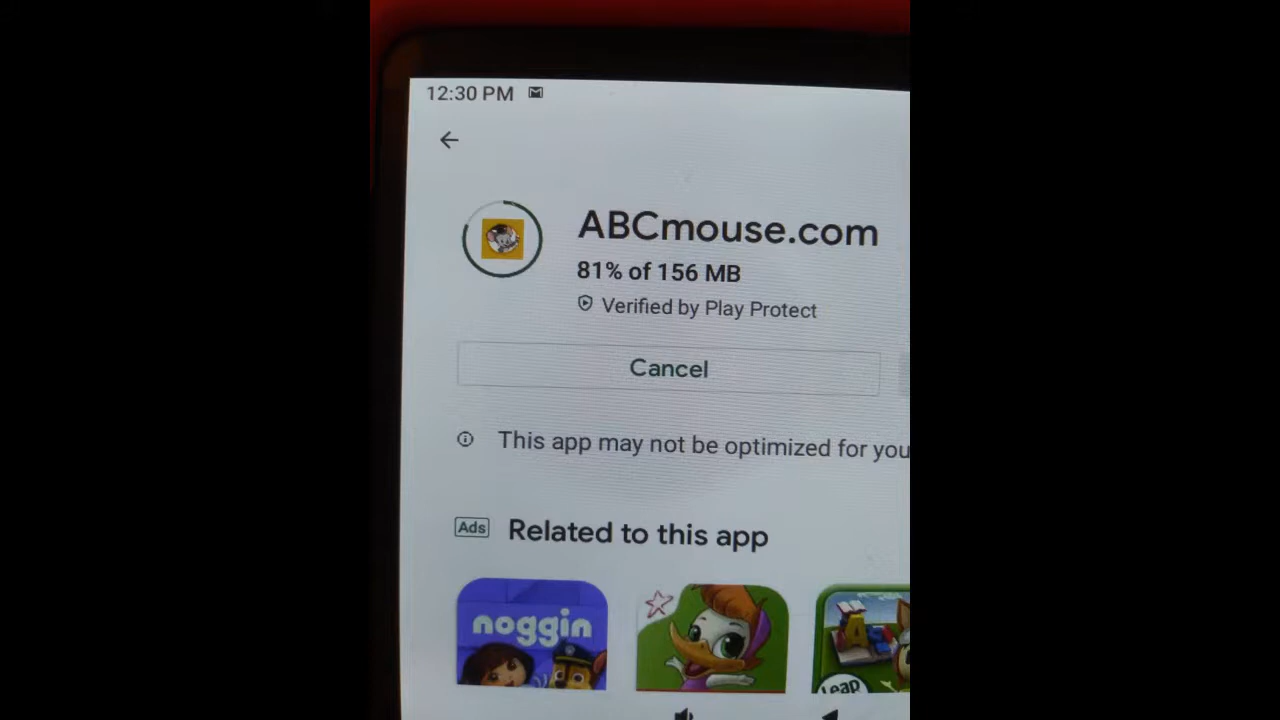 12:30 PM
ABCmouse.com
81% of 156 MB
Verified by Play Protect
Cancel
This app may not be optimized for you
Ads Related to this app
noggin
Leap